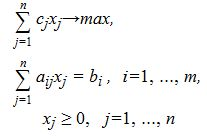 ∑_{j=1}^{n} c_j x_j → max,
∑_{j=1}^{n} a_{ij} x_j = b_i , i=1, ..., m,
x_j ≥ 0, j=1, ..., n